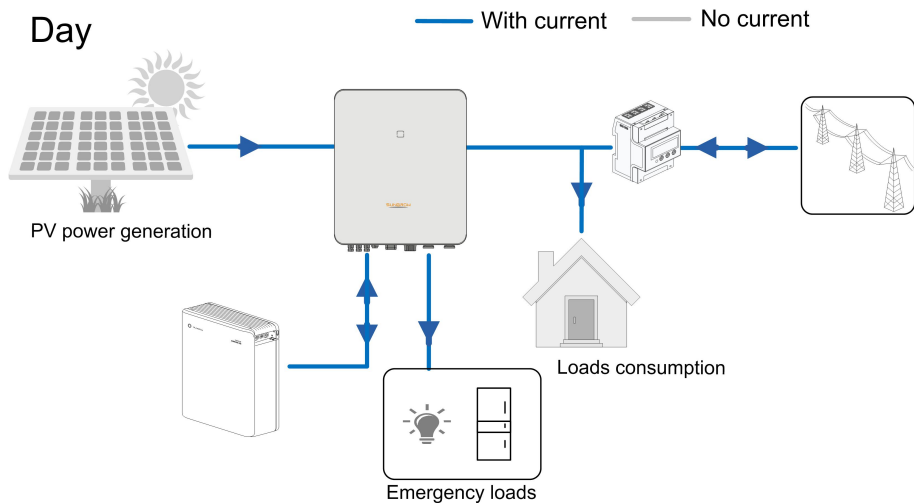 Day
With current
No current
PV power generation
Loads consumption
Emergency loads